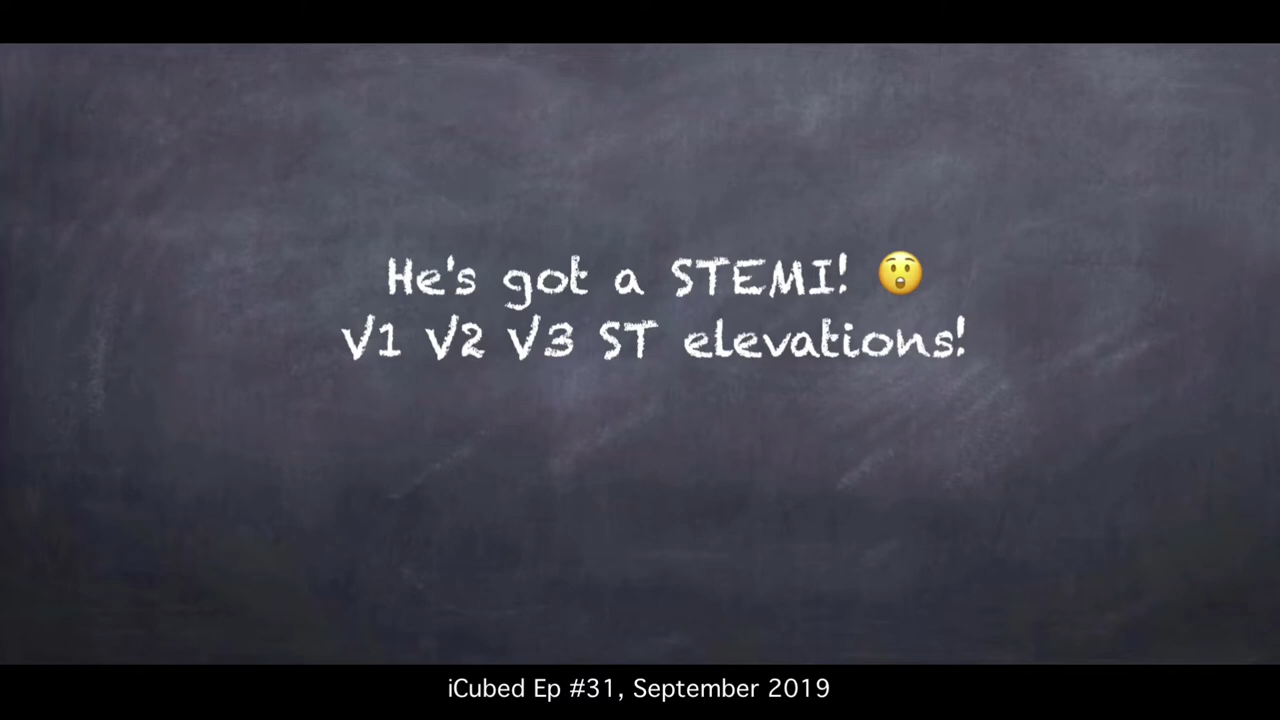 He's got a STEMI! 😲
V1 V2 V3 ST elevations!
iCubed Ep #31, September 2019